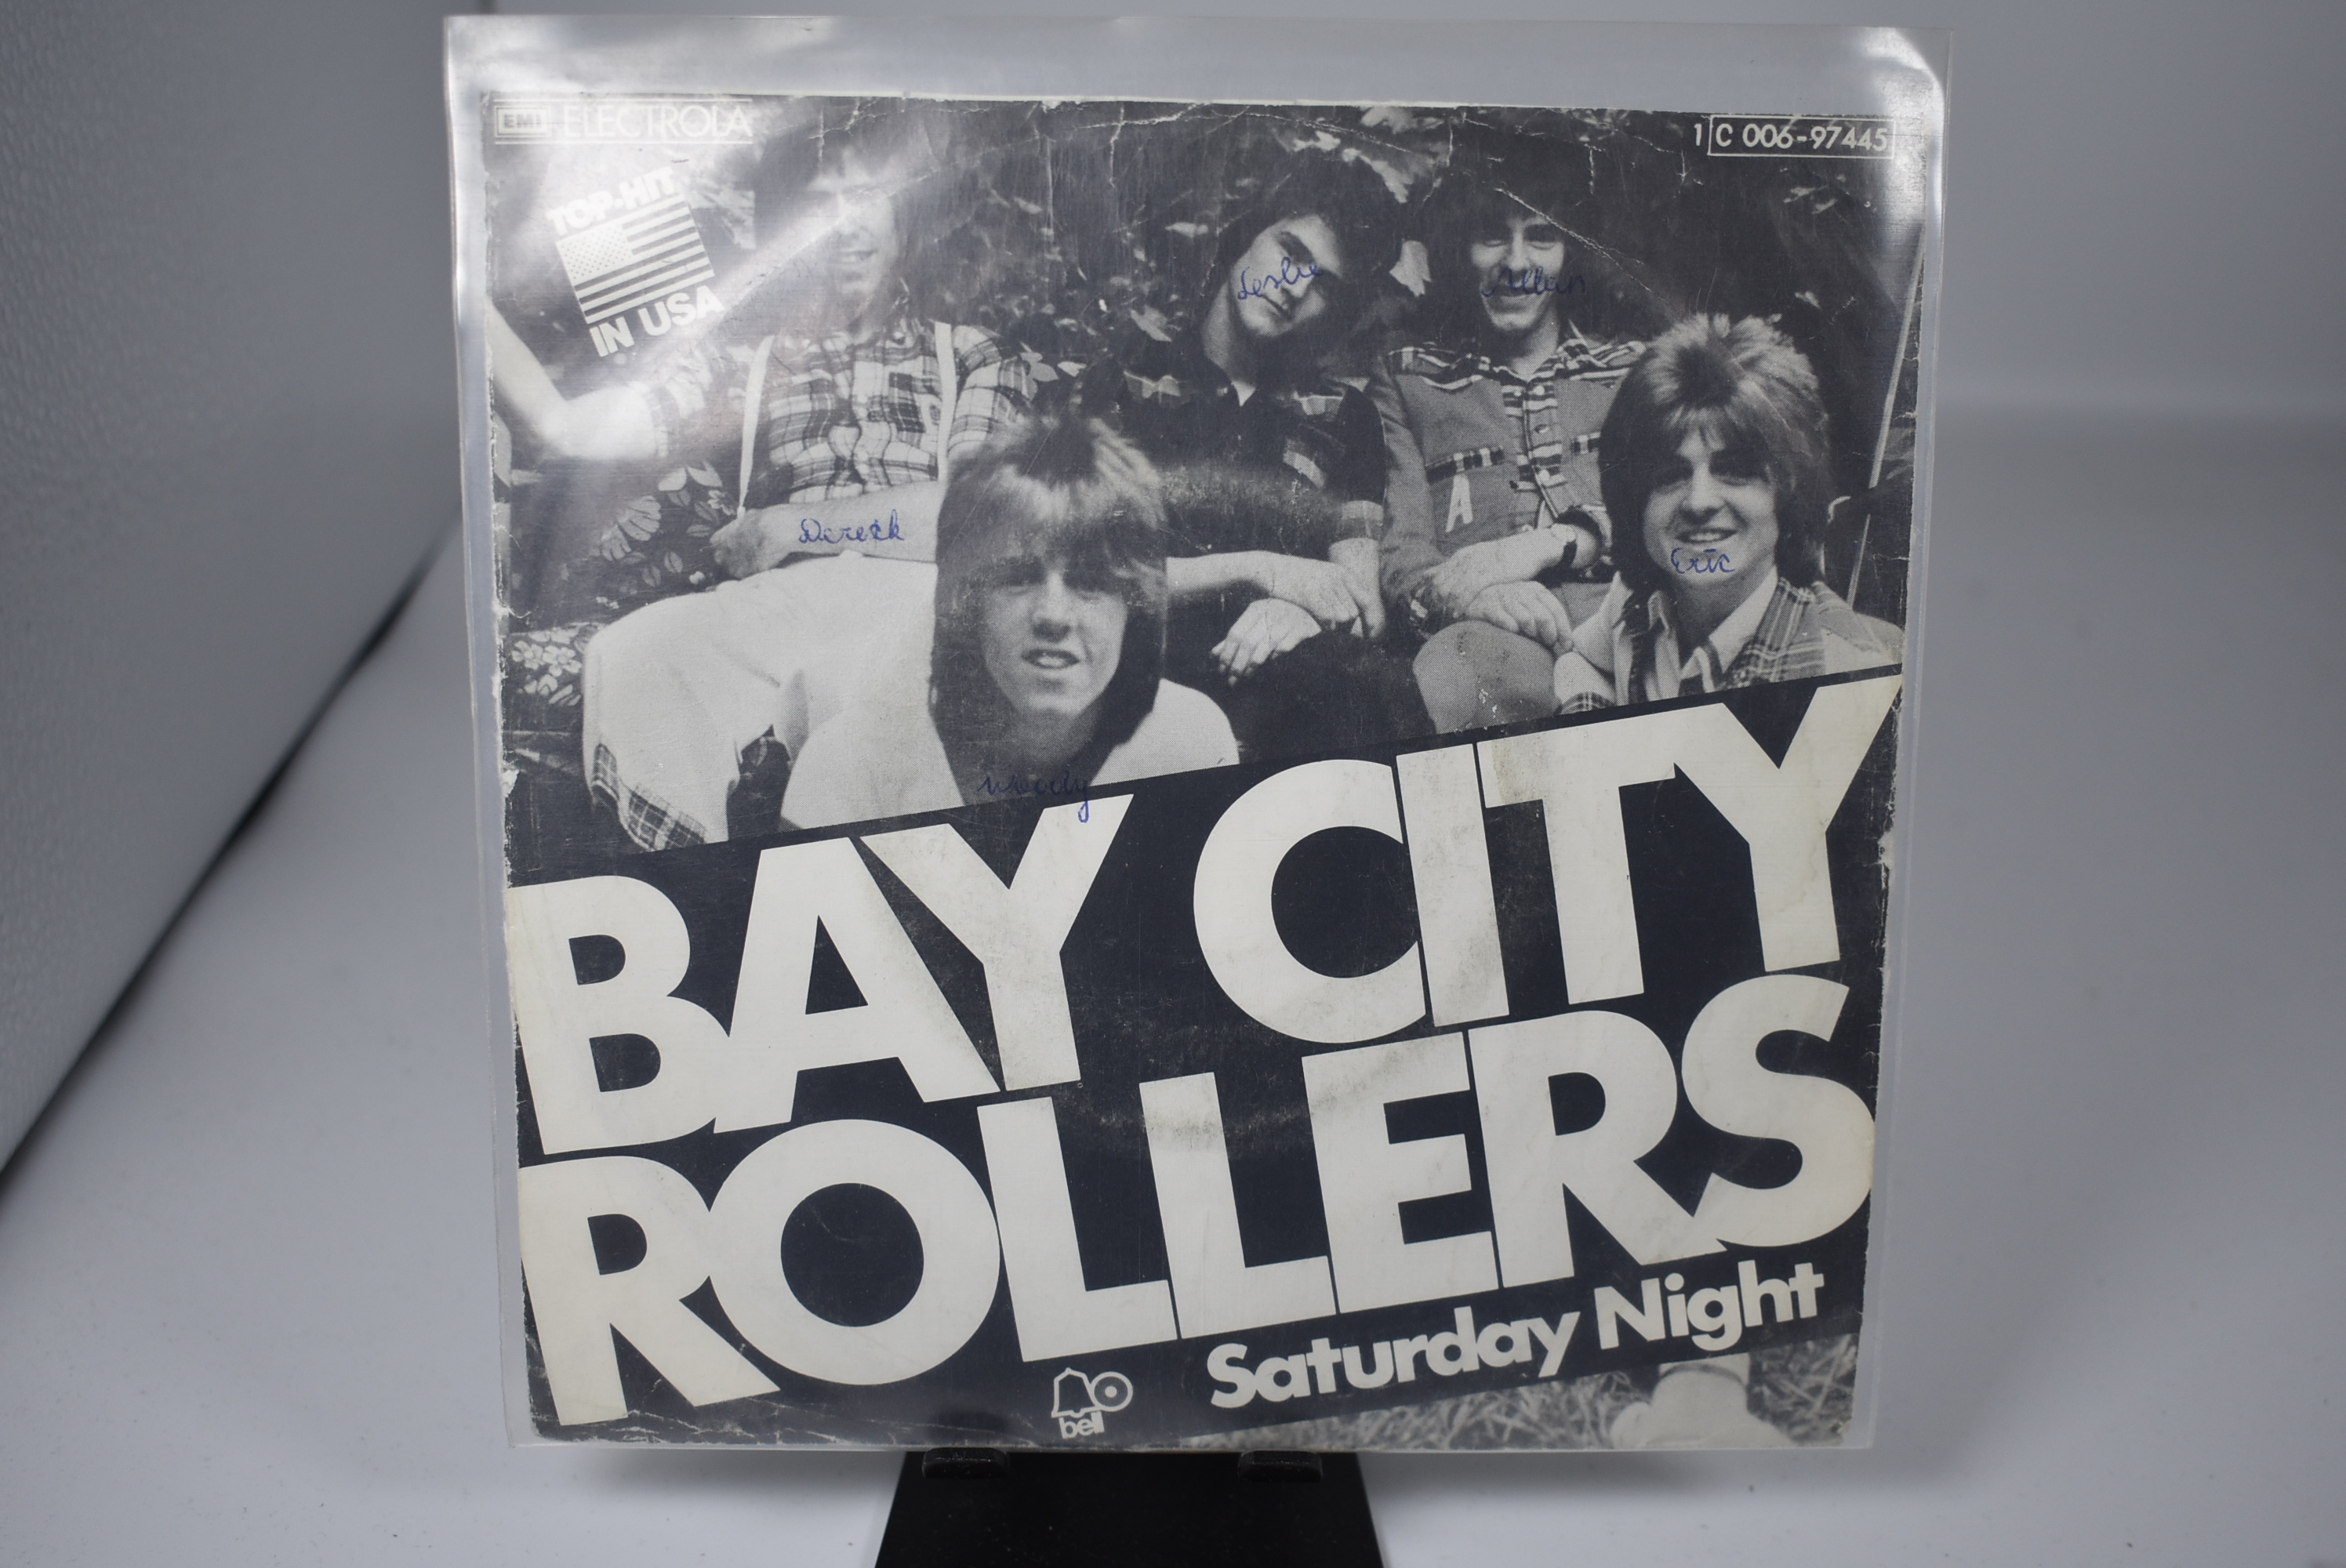 EMI ELECTROLA
1 C 006-97445
TOP-HIT
IN USA
Leslie
Allan
Dereck
Eric
Woody
A
BAY CITY
ROLLERS
Saturday Night
bell